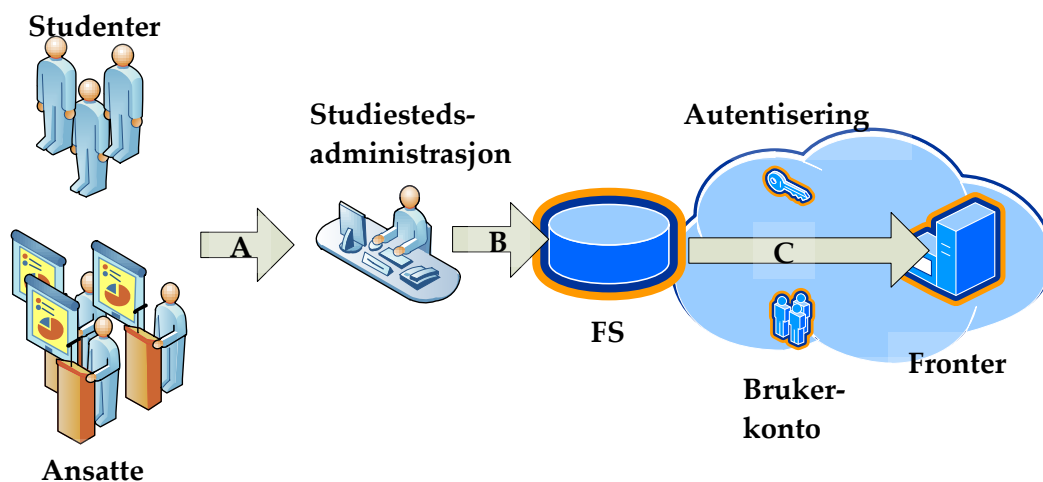 Studenter
Studiesteds-
administrasjon
Autentisering
A
B
C
FS
Bruker-
konto
Fronter
Ansatte